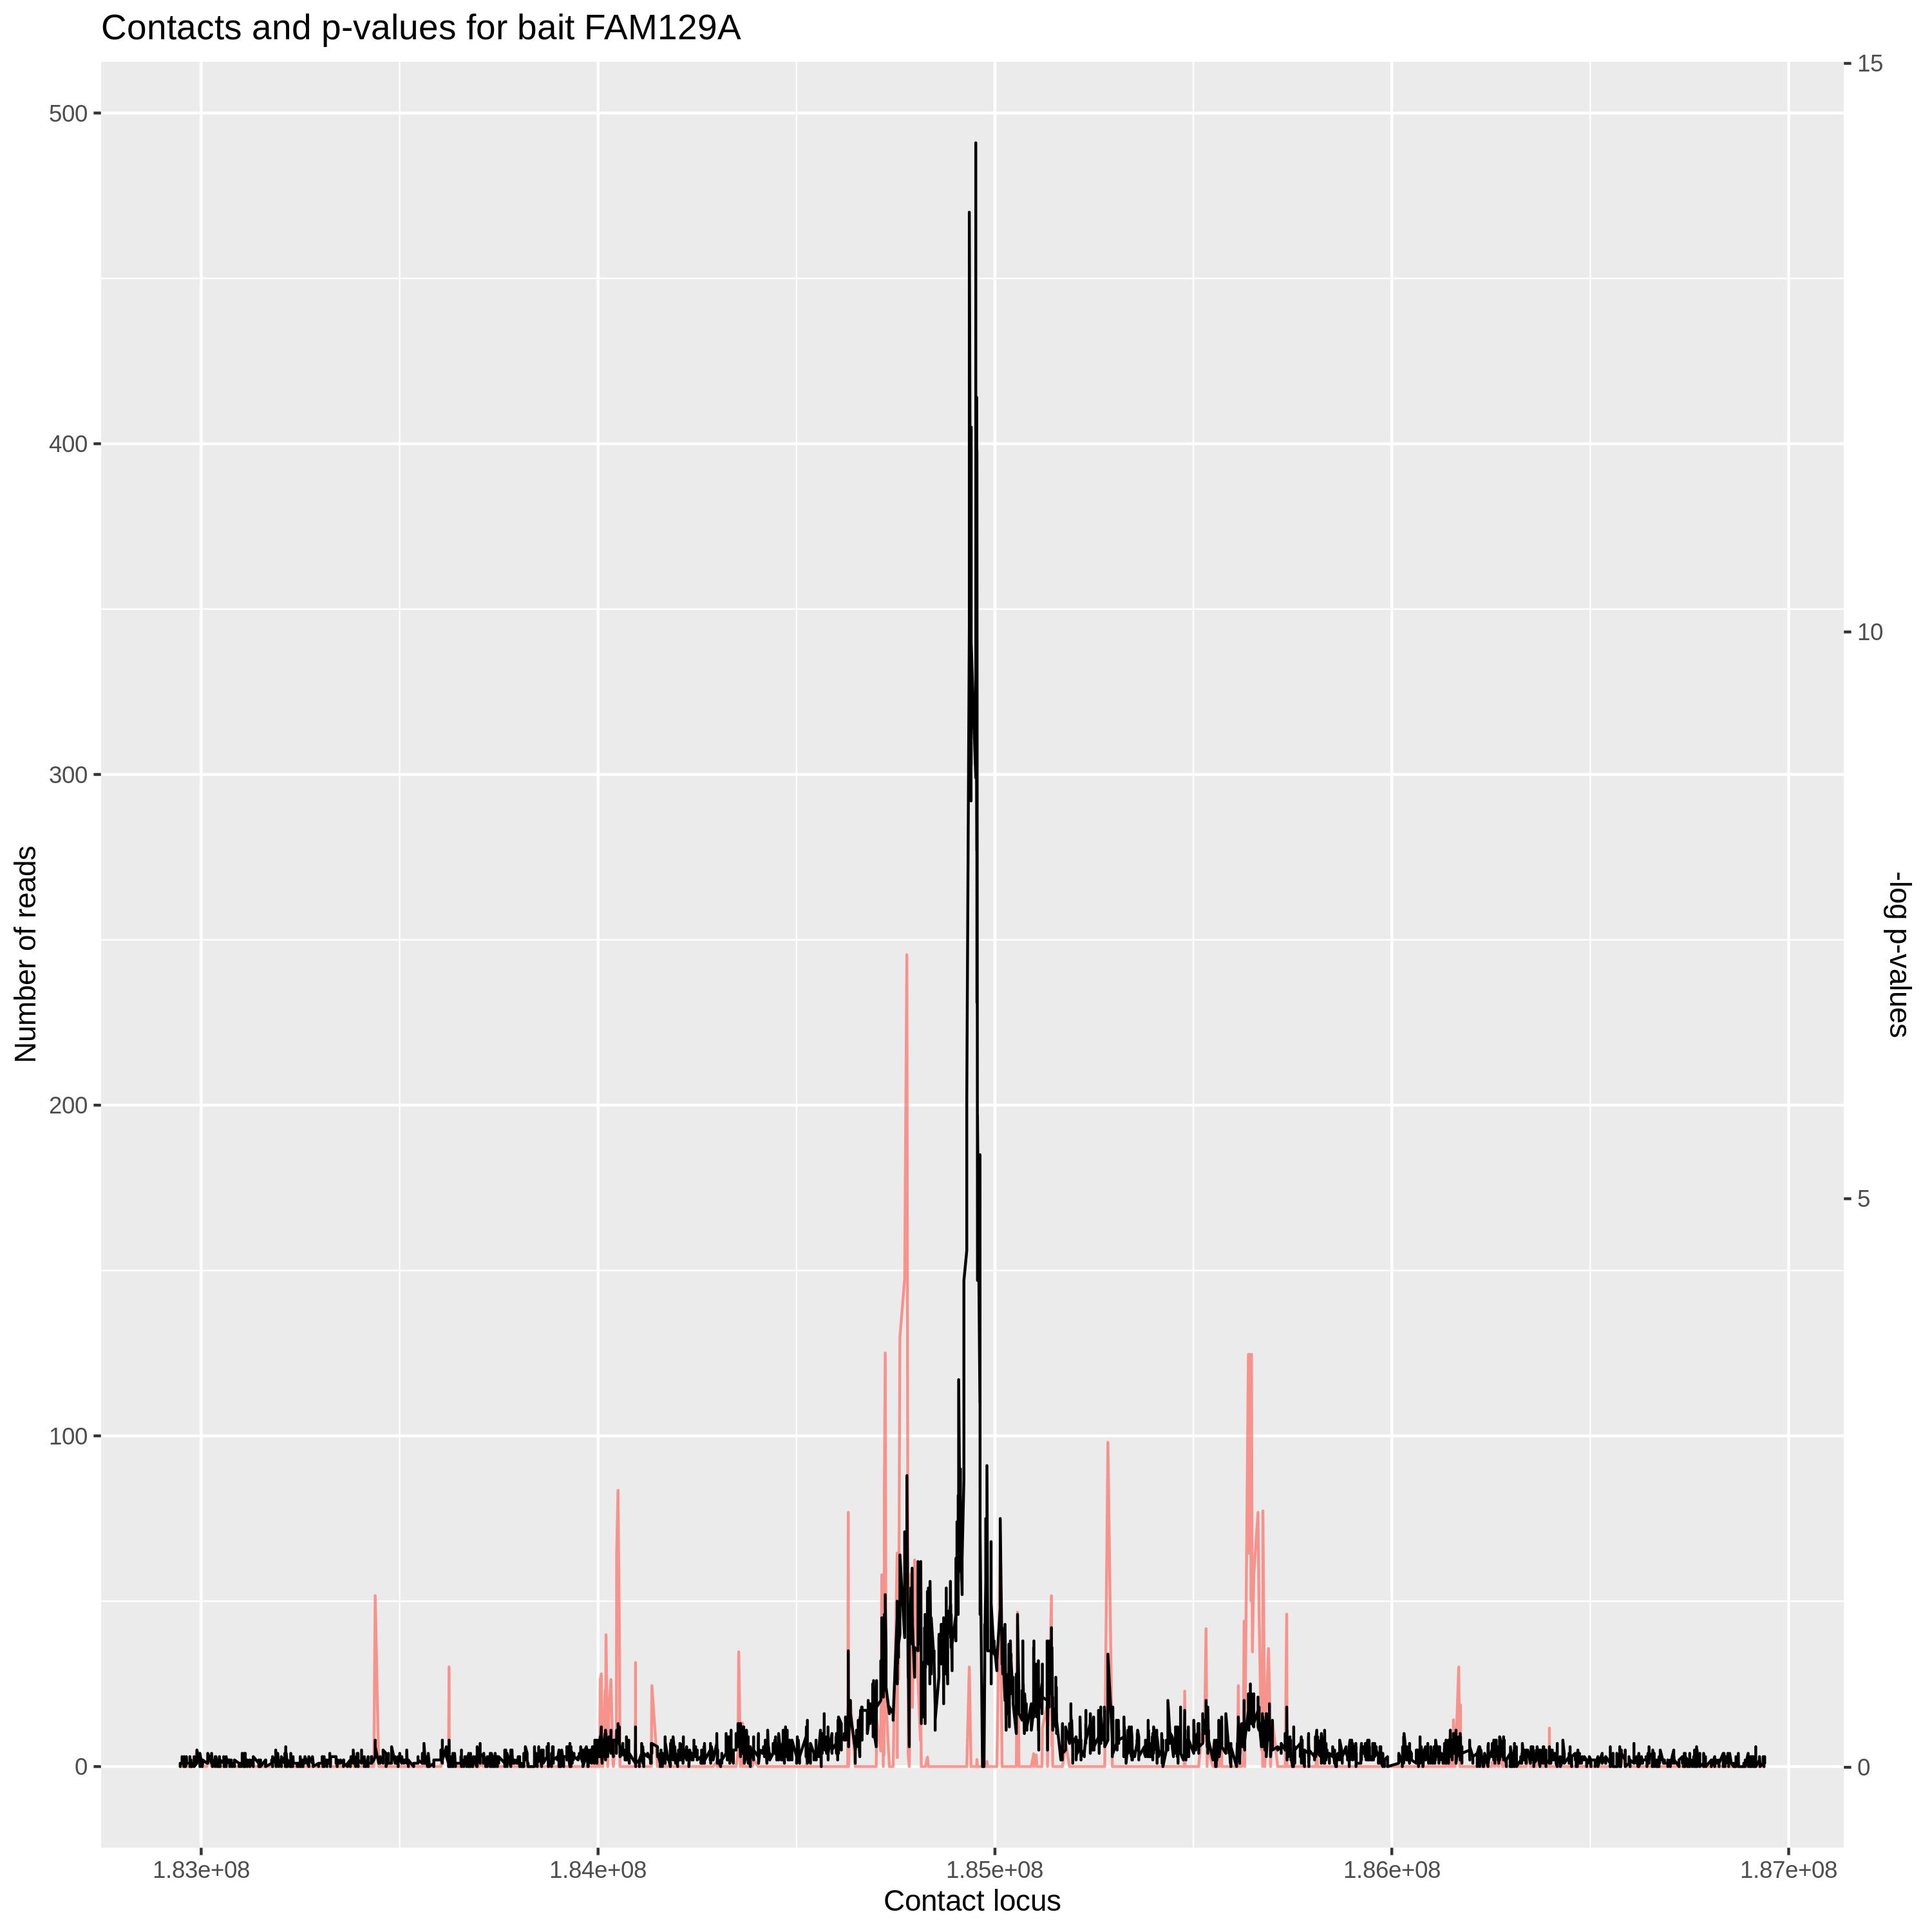 Contacts and p-values for bait FAM129A
15
500
400
10
300
Number of reads
-log p-values
200
5
100
0
0
1.83e+08
1.84e+08
1.85e+08
1.86e+08
1.87e+08
Contact locus